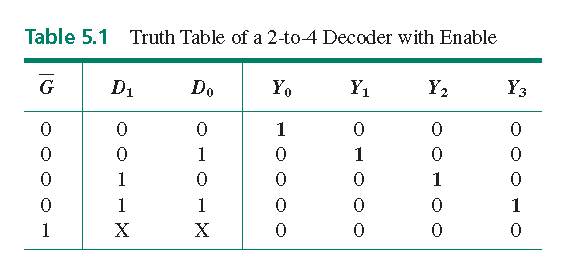 Table 5.1 Truth Table of a 2-to-4 Decoder with Enable
G̅ D₁ D₀ Y₀ Y₁ Y₂ Y₃
0 0 0 1 0 0 0
0 0 1 0 1 0 0
0 1 0 0 0 1 0
0 1 1 0 0 0 1
1 X X 0 0 0 0